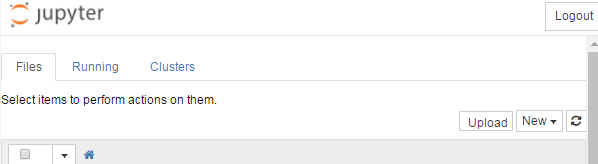 jupyter
Logout
Files Running Clusters
Select items to perform actions on them.
Upload New